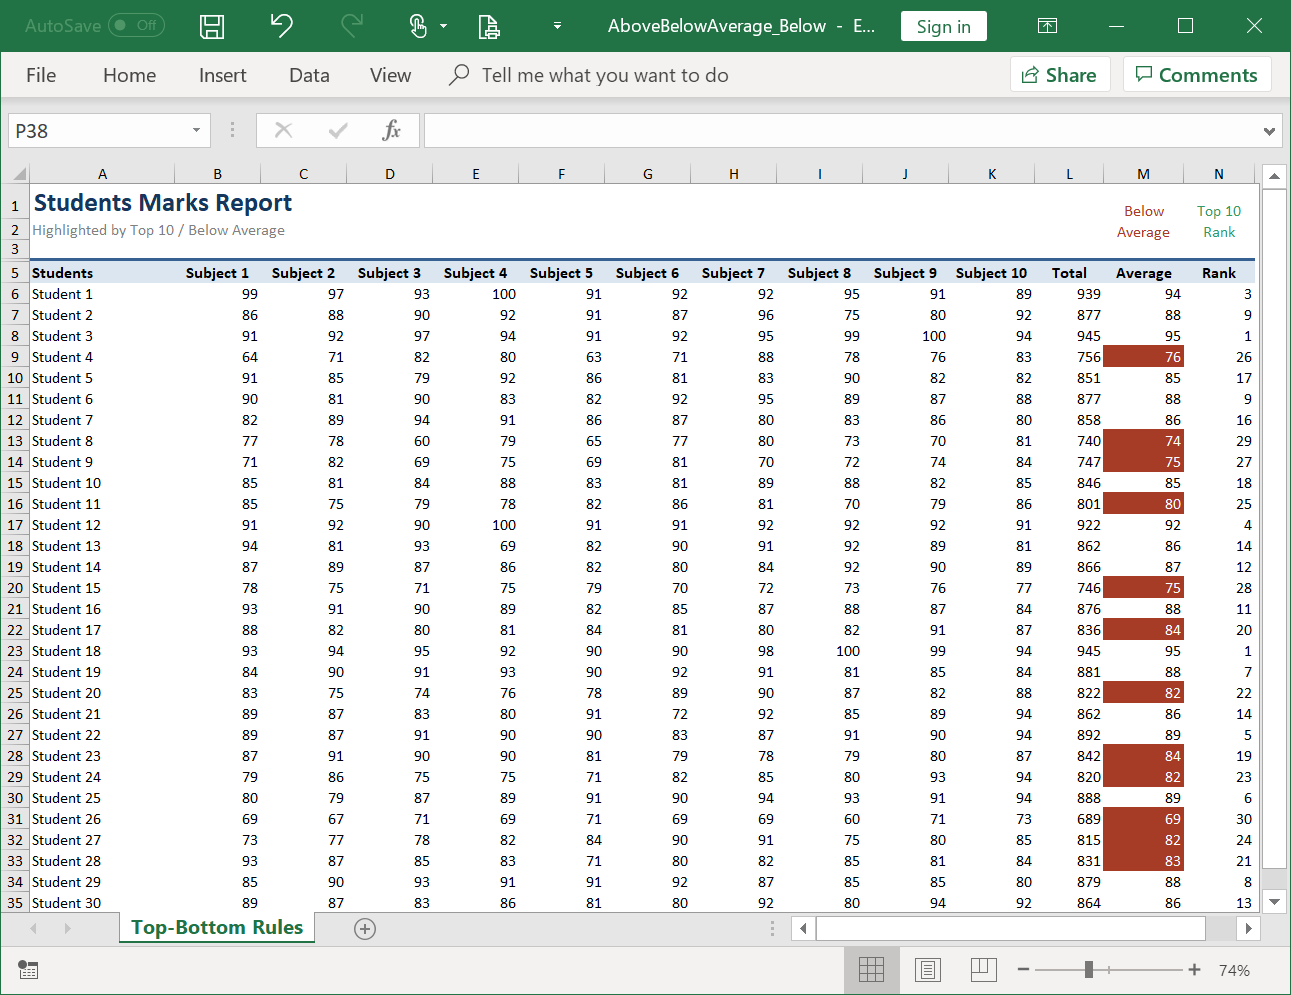 AutoSave Off AboveBelowAverage_Below - E... Sign in
File Home Insert Data View Tell me what you want to do Share Comments
P38 fx
A B C D E F G H I J K L M N
1 Students Marks Report Below Top 10
2 Highlighted by Top 10 / Below Average Average Rank
3
5 Students Subject 1 Subject 2 Subject 3 Subject 4 Subject 5 Subject 6 Subject 7 Subject 8 Subject 9 Subject 10 Total Average Rank
6 Student 1 99 97 93 100 91 92 92 95 91 89 939 94 3
7 Student 2 86 88 90 92 91 87 96 75 80 92 877 88 9
8 Student 3 91 92 97 94 91 92 95 99 100 94 945 95 1
9 Student 4 64 71 82 80 63 71 88 78 76 83 756 76 26
10 Student 5 91 85 79 92 86 81 83 90 82 82 851 85 17
11 Student 6 90 81 90 83 82 92 95 89 87 88 877 88 9
12 Student 7 82 89 94 91 86 87 80 83 86 80 858 86 16
13 Student 8 77 78 60 79 65 77 80 73 70 81 740 74 29
14 Student 9 71 82 69 75 69 81 70 72 74 84 747 75 27
15 Student 10 85 81 84 88 83 81 89 88 82 85 846 85 18
16 Student 11 85 75 79 78 82 86 81 70 79 86 801 80 25
17 Student 12 91 92 90 100 91 91 92 92 92 91 922 92 4
18 Student 13 94 81 93 69 82 90 91 92 89 81 862 86 14
19 Student 14 87 89 87 86 82 80 84 92 90 89 866 87 12
20 Student 15 78 75 71 75 79 70 72 73 76 77 746 75 28
21 Student 16 93 91 90 89 82 85 87 88 87 84 876 88 11
22 Student 17 88 82 80 81 84 81 80 82 91 87 836 84 20
23 Student 18 93 94 95 92 90 90 98 100 99 94 945 95 1
24 Student 19 84 90 91 93 90 92 91 81 85 84 881 88 7
25 Student 20 83 75 74 76 78 89 90 87 82 88 822 82 22
26 Student 21 89 87 83 80 91 72 92 85 89 94 862 86 14
27 Student 22 89 87 91 90 90 83 87 91 90 94 892 89 5
28 Student 23 87 91 90 90 81 79 78 79 80 87 842 84 19
29 Student 24 79 86 75 75 71 82 85 80 93 94 820 82 23
30 Student 25 80 79 87 89 91 90 94 93 91 94 888 89 6
31 Student 26 69 67 71 69 71 69 69 60 71 73 689 69 30
32 Student 27 73 77 78 82 84 90 91 75 80 85 815 82 24
33 Student 28 93 87 85 83 71 80 82 85 81 84 831 83 21
34 Student 29 85 90 93 91 91 92 87 85 85 80 879 88 8
35 Student 30 89 87 83 86 81 80 92 80 94 92 864 86 13
Top-Bottom Rules
74%